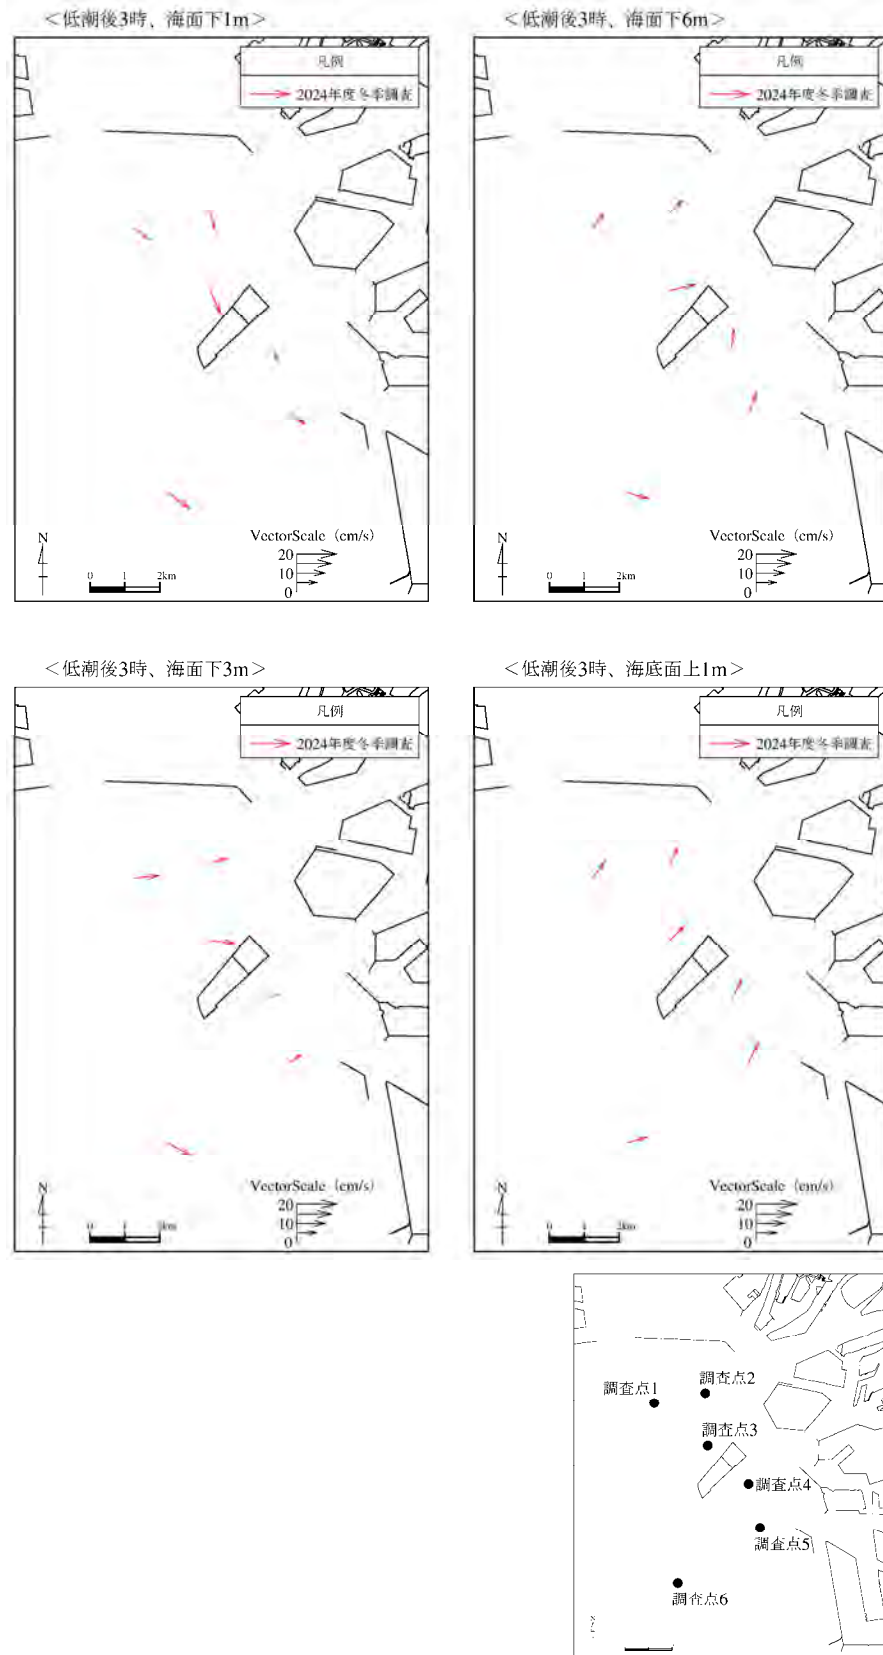 ＜低潮後3時、海面下1m＞
凡例
2024年度冬季調査
N
0 1 2km
VectorScale (cm/s)
20
10
0
＜低潮後3時、海面下6m＞
凡例
2024年度冬季調査
N
0 1 2km
VectorScale (cm/s)
20
10
0
＜低潮後3時、海面下3m＞
凡例
2024年度冬季調査
N
0 1 2km
VectorScale (cm/s)
20
10
0
＜低潮後3時、海底面上1m＞
凡例
2024年度冬季調査
N
0 1 2km
VectorScale (cm/s)
20
10
0
調査点1
調査点2
調査点3
調査点4
調査点5
調査点6